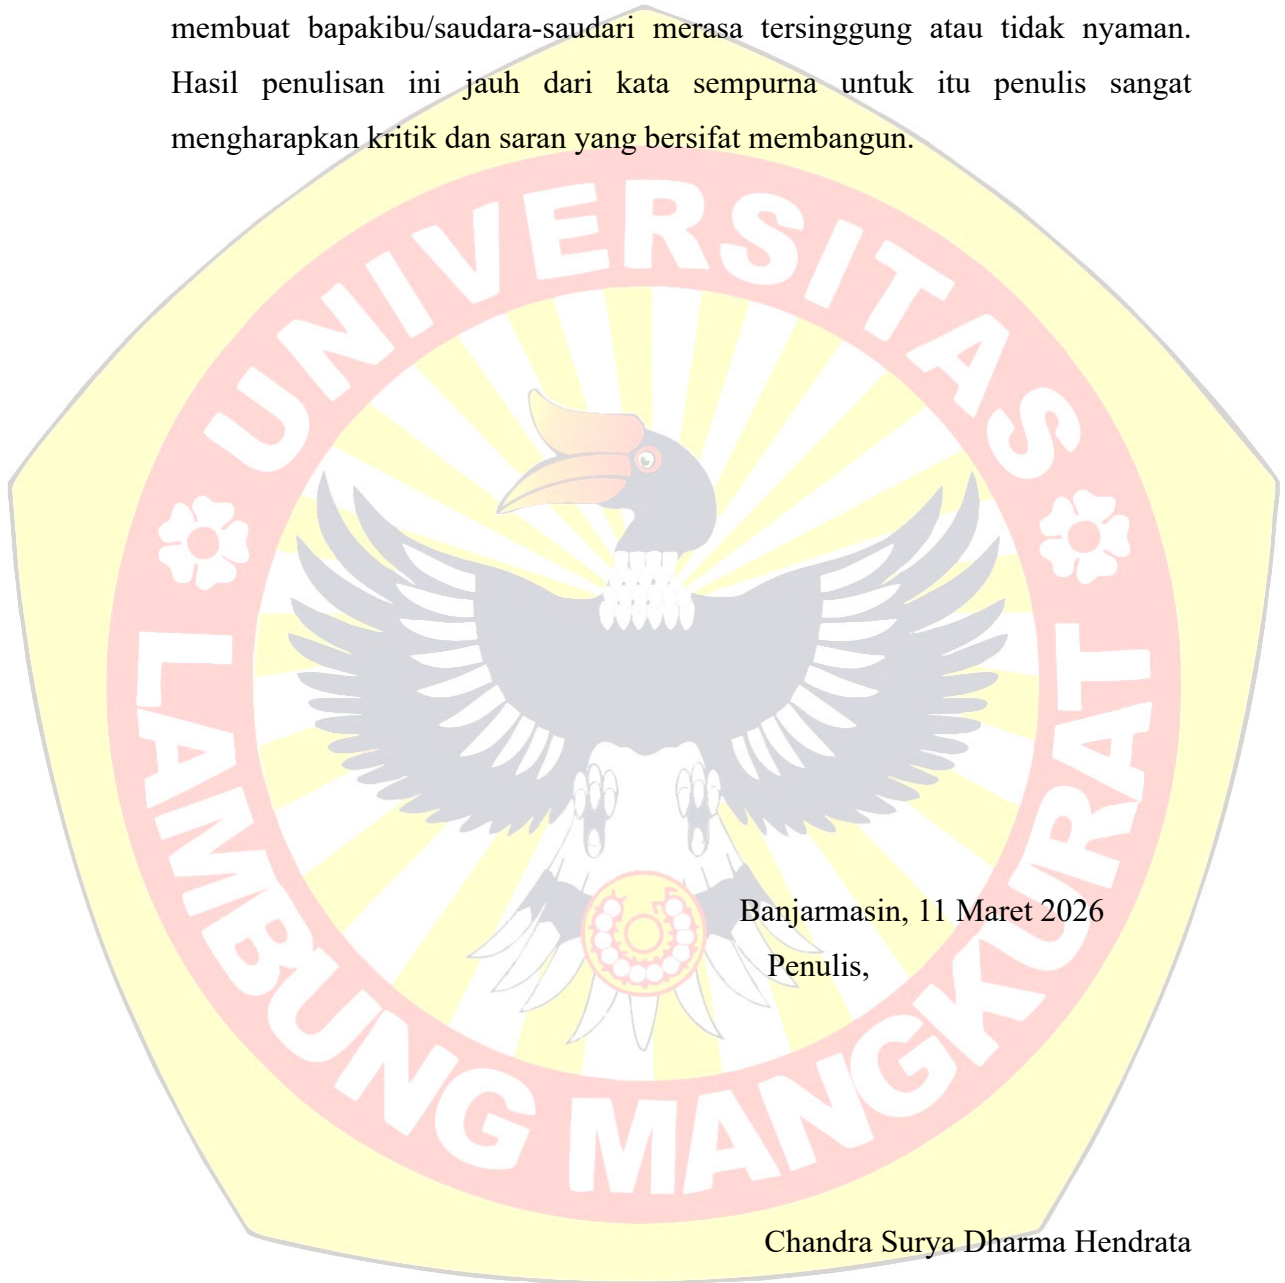 membuat bapakibu/saudara-saudari merasa tersinggung atau tidak nyaman.
Hasil penulisan ini jauh dari kata sempurna untuk itu penulis sangat
mengharapkan kritik dan saran yang bersifat membangun.
UNIVERSITAS
LAMBUNG MANGKURAT
Banjarmasin, 11 Maret 2026
Penulis,
Chandra Surya Dharma Hendrata